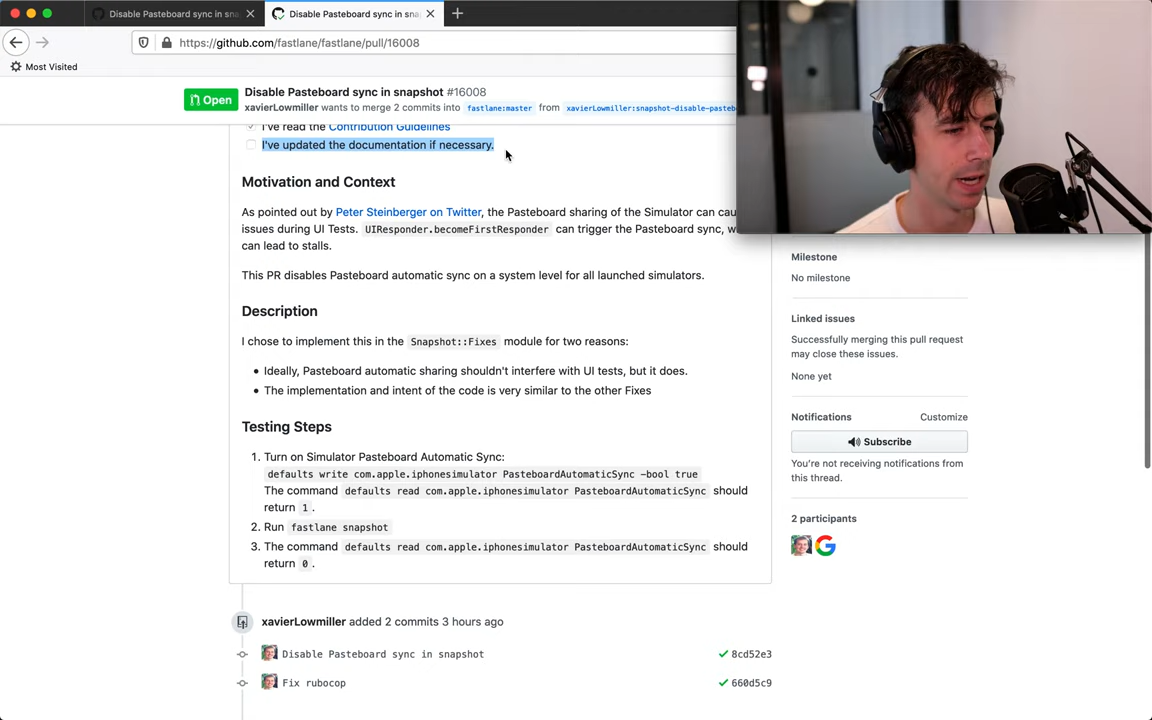 Disable Pasteboard sync in sna
Disable Pasteboard sync in sna
https://github.com/fastlane/fastlane/pull/16008
Most Visited
Open
Disable Pasteboard sync in snapshot #16008
xavierLowmiller wants to merge 2 commits into fastlane:master from xavierLowmiller:snapshot-disable-pasteb
I've read the Contribution Guidelines
I've updated the documentation if necessary.
Motivation and Context
As pointed out by Peter Steinberger on Twitter, the Pasteboard sharing of the Simulator can cau
issues during UI Tests. UIResponder.becomeFirstResponder can trigger the Pasteboard sync, w
can lead to stalls.
This PR disables Pasteboard automatic sync on a system level for all launched simulators.
Description
I chose to implement this in the Snapshot::Fixes module for two reasons:
• Ideally, Pasteboard automatic sharing shouldn't interfere with UI tests, but it does.
• The implementation and intent of the code is very similar to the other Fixes
Testing Steps
1. Turn on Simulator Pasteboard Automatic Sync:
defaults write com.apple.iphonesimulator PasteboardAutomaticSync -bool true
The command defaults read com.apple.iphonesimulator PasteboardAutomaticSync should
return 1.
2. Run fastlane snapshot
3. The command defaults read com.apple.iphonesimulator PasteboardAutomaticSync should
return 0.
xavierLowmiller added 2 commits 3 hours ago
Disable Pasteboard sync in snapshot 8cd52e3
Fix rubocop 660d5c9
Milestone
No milestone
Linked issues
Successfully merging this pull request
may close these issues.
None yet
Notifications Customize
Subscribe
You're not receiving notifications from
this thread.
2 participants